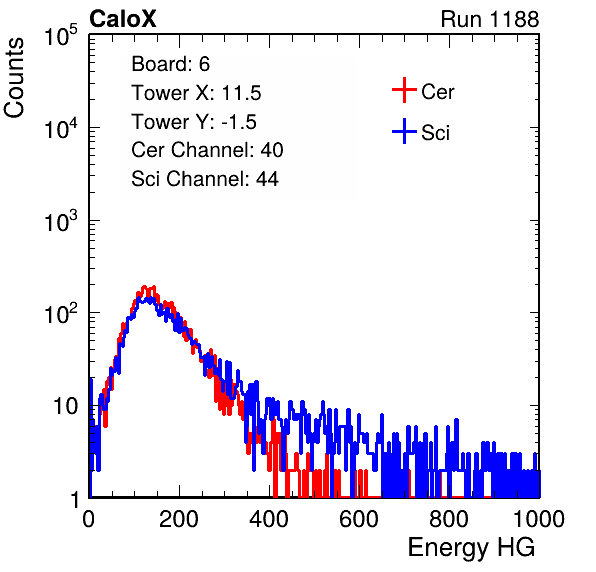 CaloX Run 1188
Counts
Board: 6
Tower X: 11.5
Tower Y: -1.5
Cer Channel: 40
Sci Channel: 44
Cer
Sci
10^5
10^4
10^3
10^2
10
1
0 200 400 600 800 1000
Energy HG